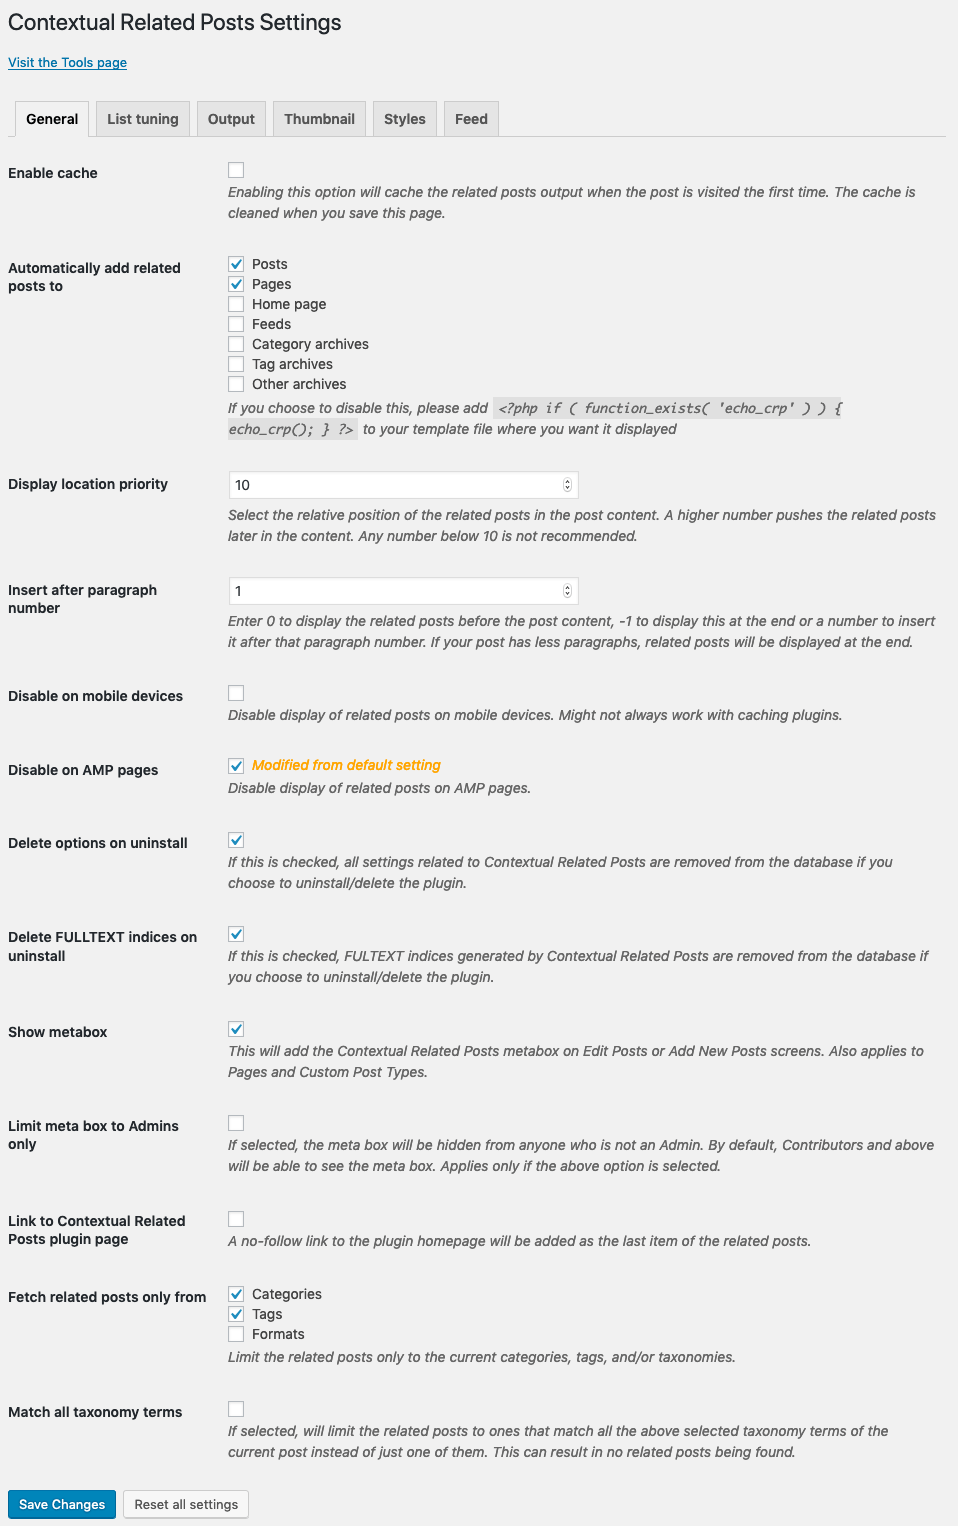 Contextual Related Posts Settings
Visit the Tools page
General
List tuning
Output
Thumbnail
Styles
Feed
Enable cache
Enabling this option will cache the related posts output when the post is visited the first time. The cache is
cleaned when you save this page.
Automatically add related
posts to
Posts
Pages
Home page
Feeds
Category archives
Tag archives
Other archives
If you choose to disable this, please add <?php if ( function_exists( 'echo_crp' ) ) {
echo_crp(); } ?> to your template file where you want it displayed
Display location priority
10
Select the relative position of the related posts in the post content. A higher number pushes the related posts
later in the content. Any number below 10 is not recommended.
Insert after paragraph
number
1
Enter 0 to display the related posts before the post content, -1 to display this at the end or a number to insert
it after that paragraph number. If your post has less paragraphs, related posts will be displayed at the end.
Disable on mobile devices
Disable display of related posts on mobile devices. Might not always work with caching plugins.
Disable on AMP pages
Modified from default setting
Disable display of related posts on AMP pages.
Delete options on uninstall
If this is checked, all settings related to Contextual Related Posts are removed from the database if you
choose to uninstall/delete the plugin.
Delete FULLTEXT indices on
uninstall
If this is checked, FULTEXT indices generated by Contextual Related Posts are removed from the database if
you choose to uninstall/delete the plugin.
Show metabox
This will add the Contextual Related Posts metabox on Edit Posts or Add New Posts screens. Also applies to
Pages and Custom Post Types.
Limit meta box to Admins
only
If selected, the meta box will be hidden from anyone who is not an Admin. By default, Contributors and above
will be able to see the meta box. Applies only if the above option is selected.
Link to Contextual Related
Posts plugin page
A no-follow link to the plugin homepage will be added as the last item of the related posts.
Fetch related posts only from
Categories
Tags
Formats
Limit the related posts only to the current categories, tags, and/or taxonomies.
Match all taxonomy terms
If selected, will limit the related posts to ones that match all the above selected taxonomy terms of the
current post instead of just one of them. This can result in no related posts being found.
Save Changes
Reset all settings